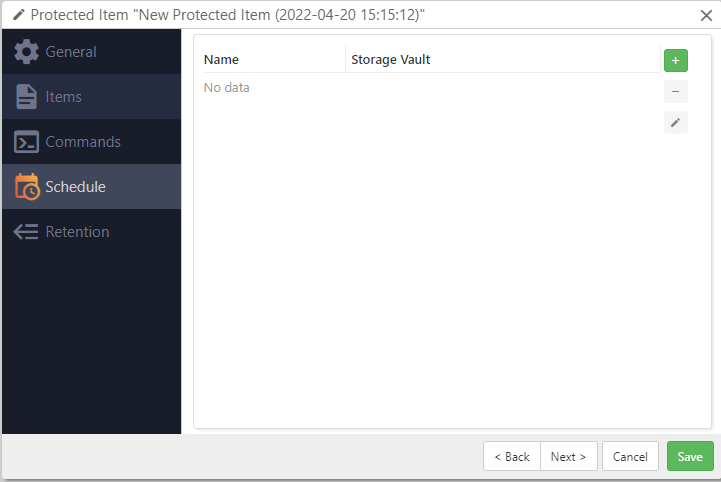 Protected Item "New Protected Item (2022-04-20 15:15:12)"
General
Items
Commands
Schedule
Retention
Name Storage Vault
No data
< Back Next > Cancel Save